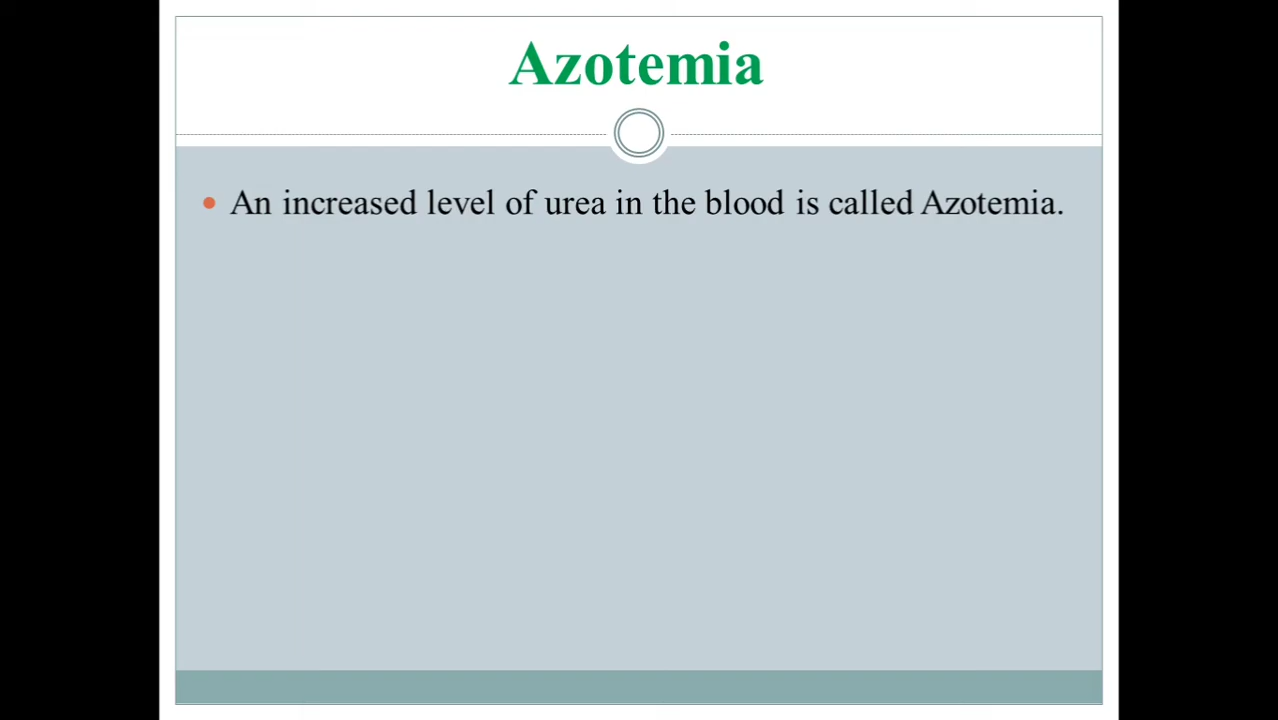 Azotemia
• An increased level of urea in the blood is called Azotemia.